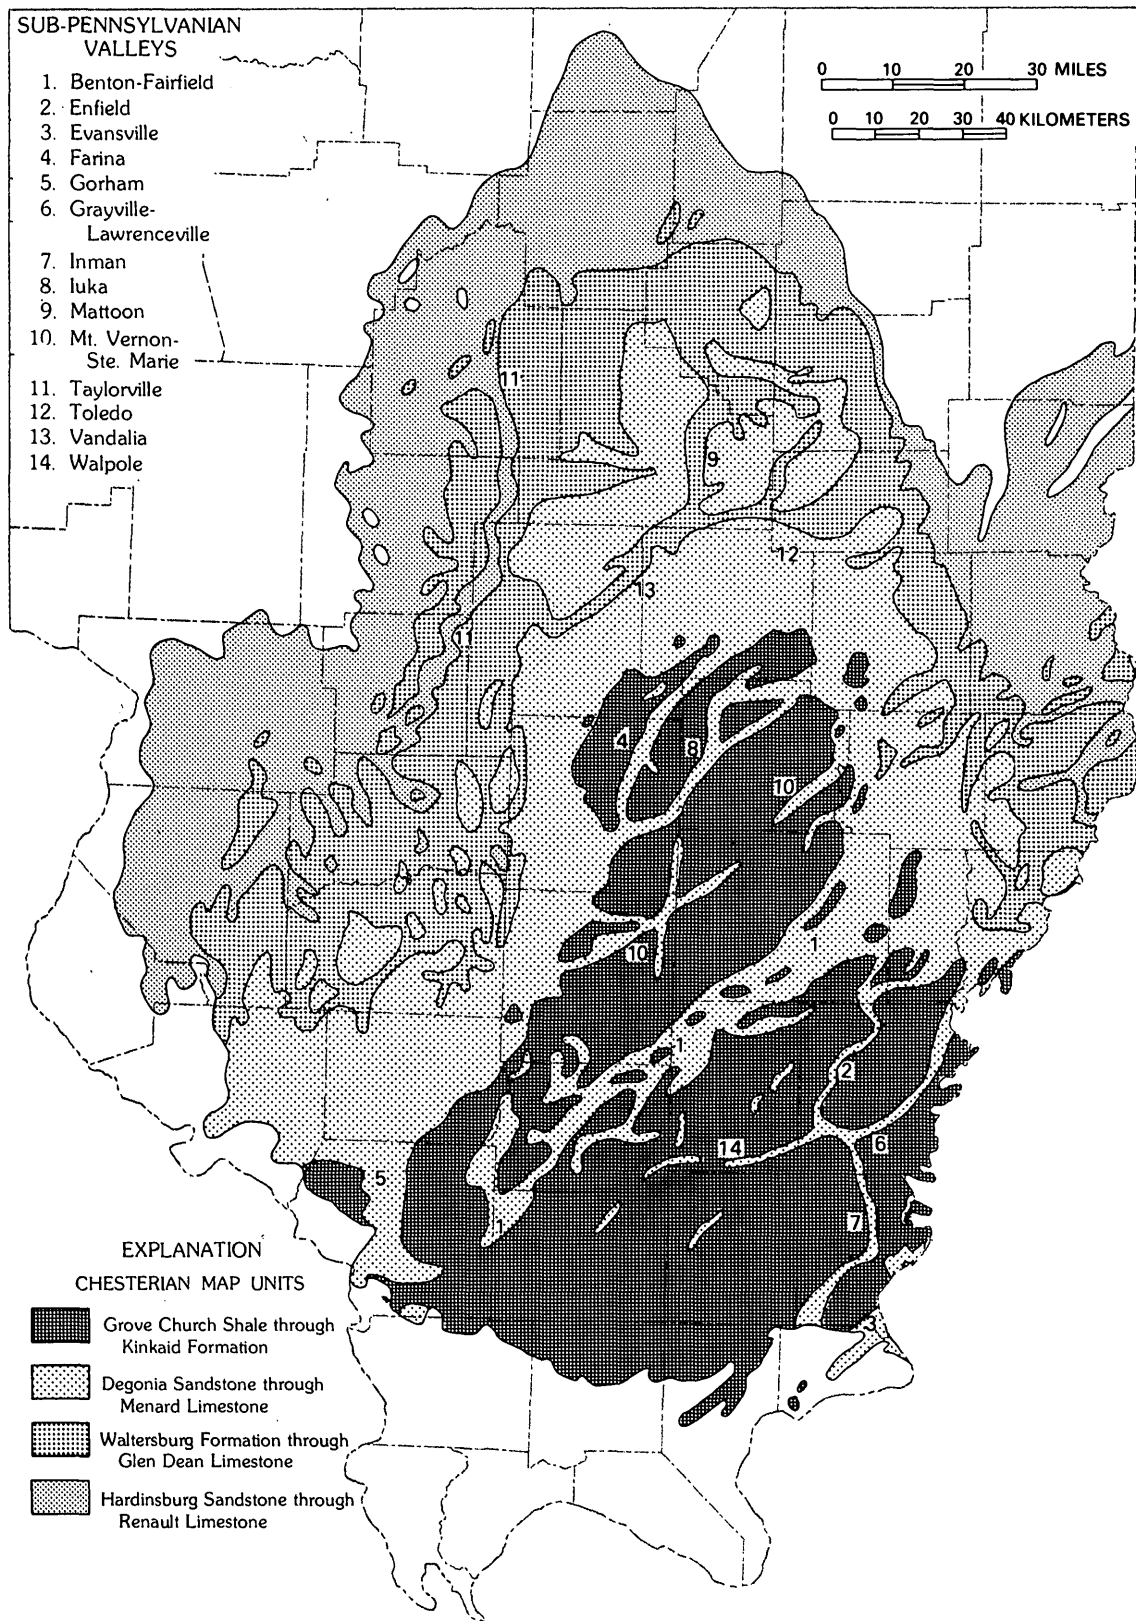 SUB-PENNSYLVANIAN
VALLEYS
1. Benton-Fairfield
2. Enfield
3. Evansville
4. Farina
5. Gorham
6. Grayville-
Lawrenceville
7. Inman
8. Iuka
9. Mattoon
10. Mt. Vernon-
Ste. Marie
11. Taylorville
12. Toledo
13. Vandalia
14. Walpole
0 10 20 30 MILES
0 10 20 30 40 KILOMETERS
11
9
12
13
11
4
8
10
1
10
1
2
14
6
5
1
7
3
EXPLANATION
CHESTERIAN MAP UNITS
Grove Church Shale through
Kinkaid Formation
Degonia Sandstone through
Menard Limestone
Waltersburg Formation through
Glen Dean Limestone
Hardinsburg Sandstone through
Renault Limestone